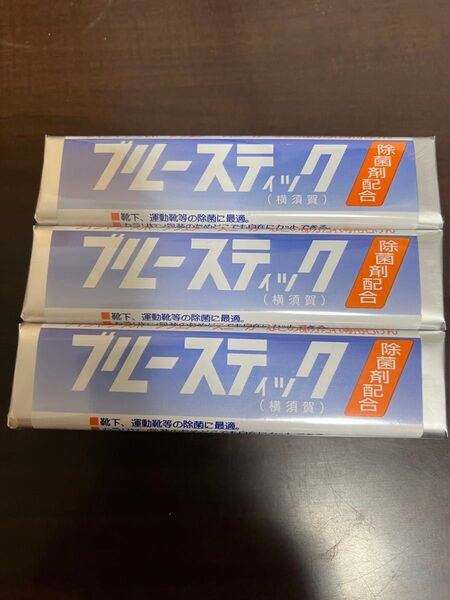 ブルースティック
(横須賀)
除菌剤配合
■靴下、運動靴等の除菌に最適。
ブルースティック
(横須賀)
除菌剤配合
■靴下、運動靴等の除菌に最適。
ブルースティック
(横須賀)
除菌剤配合
■靴下、運動靴等の除菌に最適。